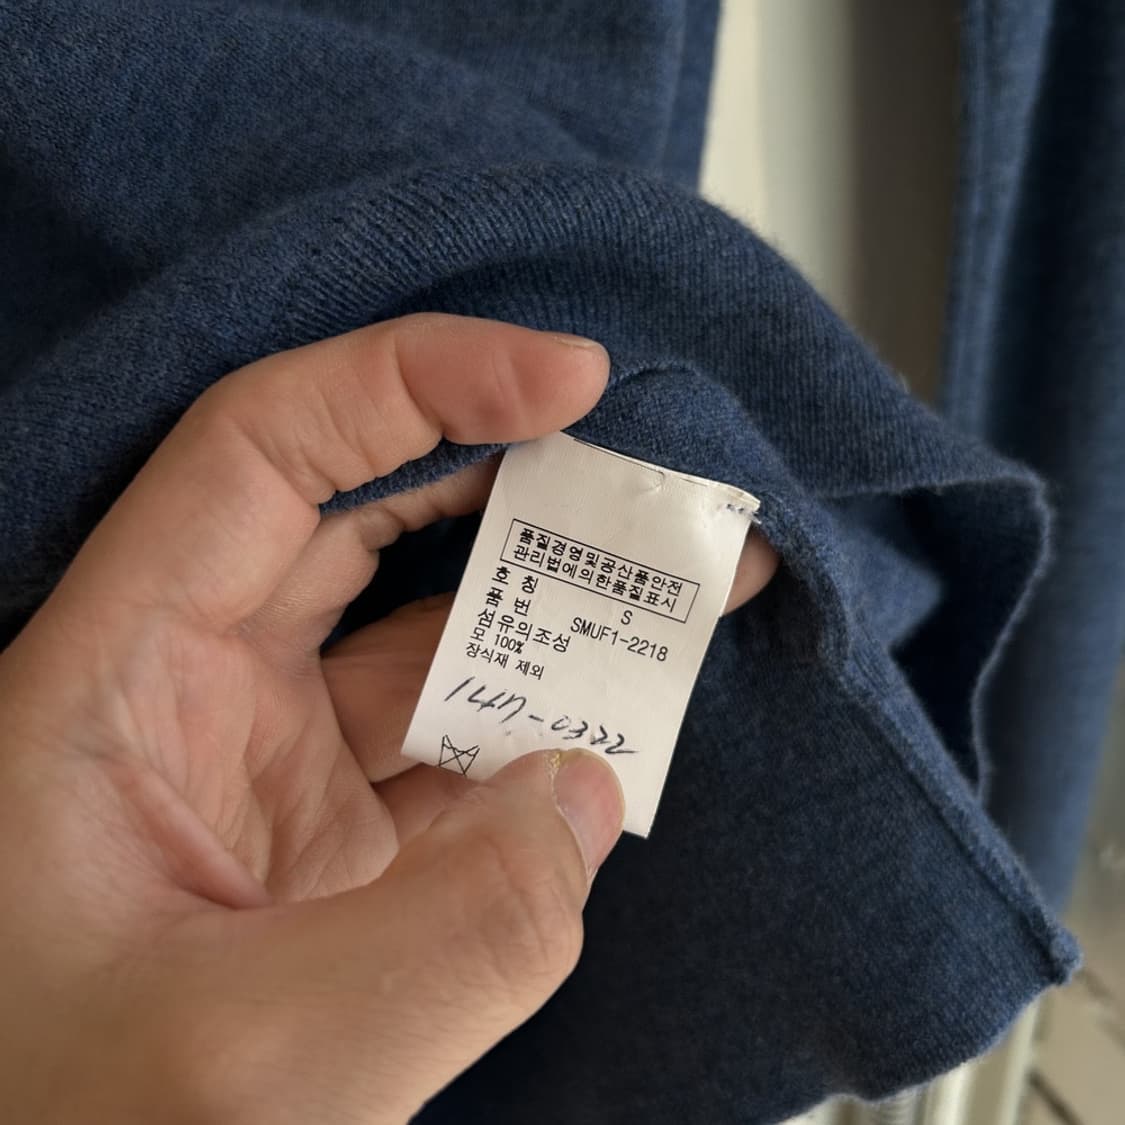 품질경영및공산품안전
관리법에의한품질표시
호 칭 S
품 번 SMUF1-2218
섬유의조성
모 100%
장식재 제외